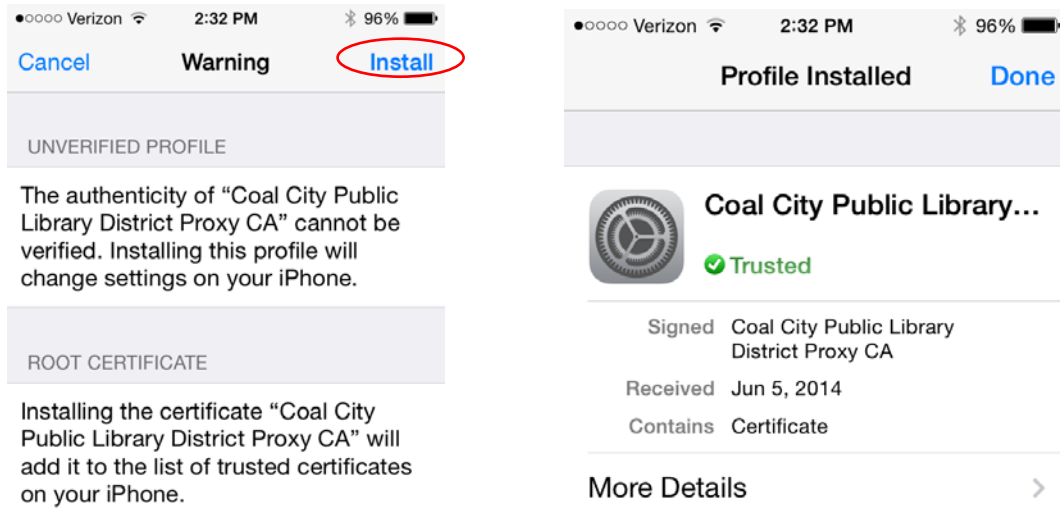 Verizon 2:32 PM 96%
Cancel Warning Install
UNVERIFIED PROFILE
The authenticity of “Coal City Public
Library District Proxy CA” cannot be
verified. Installing this profile will
change settings on your iPhone.
ROOT CERTIFICATE
Installing the certificate “Coal City
Public Library District Proxy CA” will
add it to the list of trusted certificates
on your iPhone.
Verizon 2:32 PM 96%
Profile Installed Done
Coal City Public Library...
Trusted
Signed Coal City Public Library
District Proxy CA
Received Jun 5, 2014
Contains Certificate
More Details